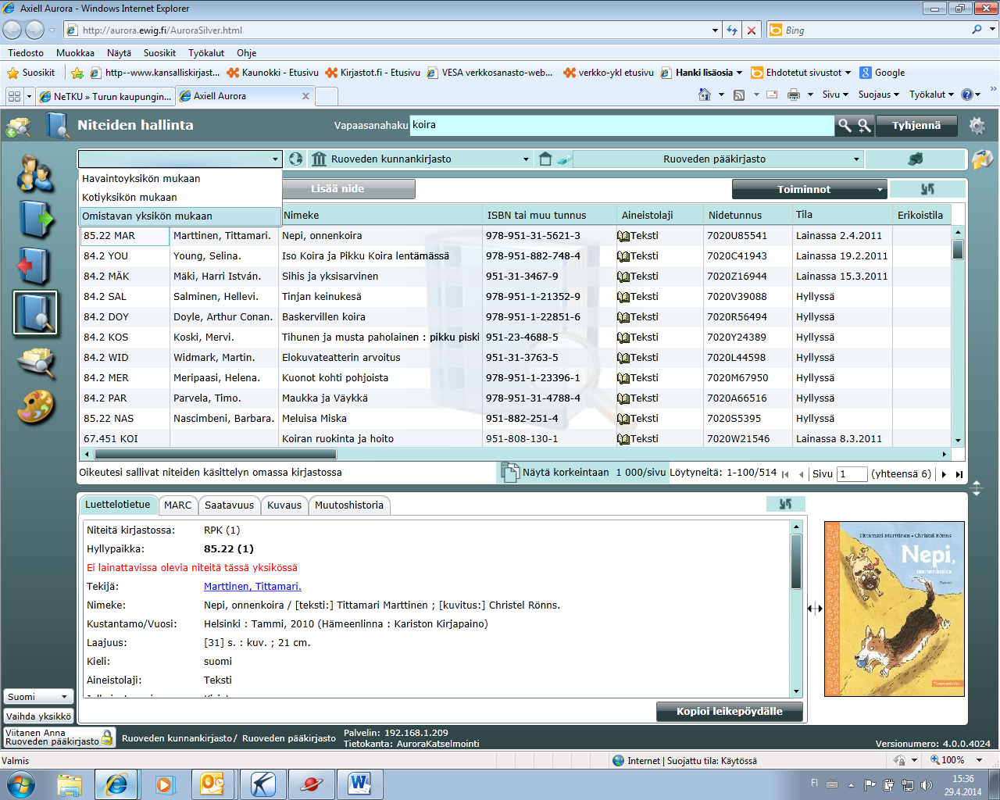 Axiell Aurora - Windows Internet Explorer
http://aurora.ewig.fi/AuroraSilver.html
Bing
Tiedosto Muokkaa Näytä Suosikit Työkalut Ohje
Suosikit http--www.kansalliskirjast... Kaunokki - Etusivu Kirjastot.fi - Etusivu VESA verkkosanasto-web... verkko-ykl etusivu Hanki lisäosia Ehdotetut sivustot Google
NeTKU » Turun kaupungin... Axiell Aurora Sivu Suojaus Työkalut
Niteiden hallinta Vapaasanahaku koira Tyhjennä
Ruoveden kunnankirjasto Ruoveden pääkirjasto
Havaintoyksikön mukaan
Kotiyksikön mukaan
Omistavan yksikön mukaan
Lisää nide Toiminnot
Nimeke ISBN tai muu tunnus Aineistolaji Nidetunnus Tila Erikoistila
85.22 MAR Marttinen, Tittamari. Nepi, onnenkoira 978-951-31-5621-3 Teksti 7020U85541 Lainassa 2.4.2011
84.2 YOU Young, Selina. Iso Koira ja Pikku Koira lentämässä 978-951-882-748-4 Teksti 7020C41943 Lainassa 19.2.2011
84.2 MÄK Mäki, Harri István. Sihis ja yksisarvinen 951-31-3467-9 Teksti 7020Z16944 Lainassa 15.3.2011
84.2 SAL Salminen, Hellevi. Tinjan keinukesä 978-951-1-21352-9 Teksti 7020V39088 Hyllyssä
84.2 DOY Doyle, Arthur Conan. Baskervillen koira 978-951-1-22851-6 Teksti 7020R56494 Hyllyssä
84.2 KOS Koski, Mervi. Tihunen ja musta paholainen : pikku piski 951-23-4688-5 Teksti 7020Y24389 Hyllyssä
84.2 WID Widmark, Martin. Elokuvateatterin arvoitus 951-31-3763-5 Teksti 7020L44598 Hyllyssä
84.2 MER Meripaasi, Helena. Kuonot kohti pohjoista 978-951-1-23396-1 Teksti 7020M67950 Hyllyssä
84.2 PAR Parvela, Timo. Maukka ja Väykkä 978-951-31-4788-4 Teksti 7020A66516 Hyllyssä
85.22 NAS Nascimbeni, Barbara. Meluisa Miska 951-882-251-4 Teksti 7020S5395 Hyllyssä
67.451 KOI Koiran ruokinta ja hoito 951-808-130-1 Teksti 7020W21546 Lainassa 8.3.2011
Oikeutesi sallivat niteiden käsittelyn omassa kirjastossa Näytä korkeintaan 1 000/sivu Löytyneitä: 1-100/514 Sivu 1 (yhteensä 6)
Luettelotietue MARC Saatavuus Kuvaus Muutoshistoria
Niteitä kirjastossa: RPK (1)
Hyllypaikka: 85.22 (1)
Ei lainattavissa olevia niteitä tässä yksikössä
Tekijä: Marttinen, Tittamari.
Nimeke: Nepi, onnenkoira / [teksti:] Tittamari Marttinen ; [kuvitus:] Christel Rönns.
Kustantamo/Vuosi: Helsinki : Tammi, 2010 (Hämeenlinna : Kariston Kirjapaino)
Laajuus: [31] s. : kuv. ; 21 cm.
Kieli: suomi
Aineistolaji: Teksti
Tittamari Marttinen • Christel Rönns
Nepi,
onnenkoira
Kopioi leikepöydälle
Suomi
Vaihda yksikkö
Viitanen Anna
Ruoveden pääkirjasto
Ruoveden kunnankirjasto/ Ruoveden pääkirjasto
Palvelin: 192.168.1.209
Tietokanta: AuroraKatselmointi
Versionumero: 4.0.0.4024
Valmis Internet | Suojattu tila: Käytössä 100%
FI 15:36
29.4.2014